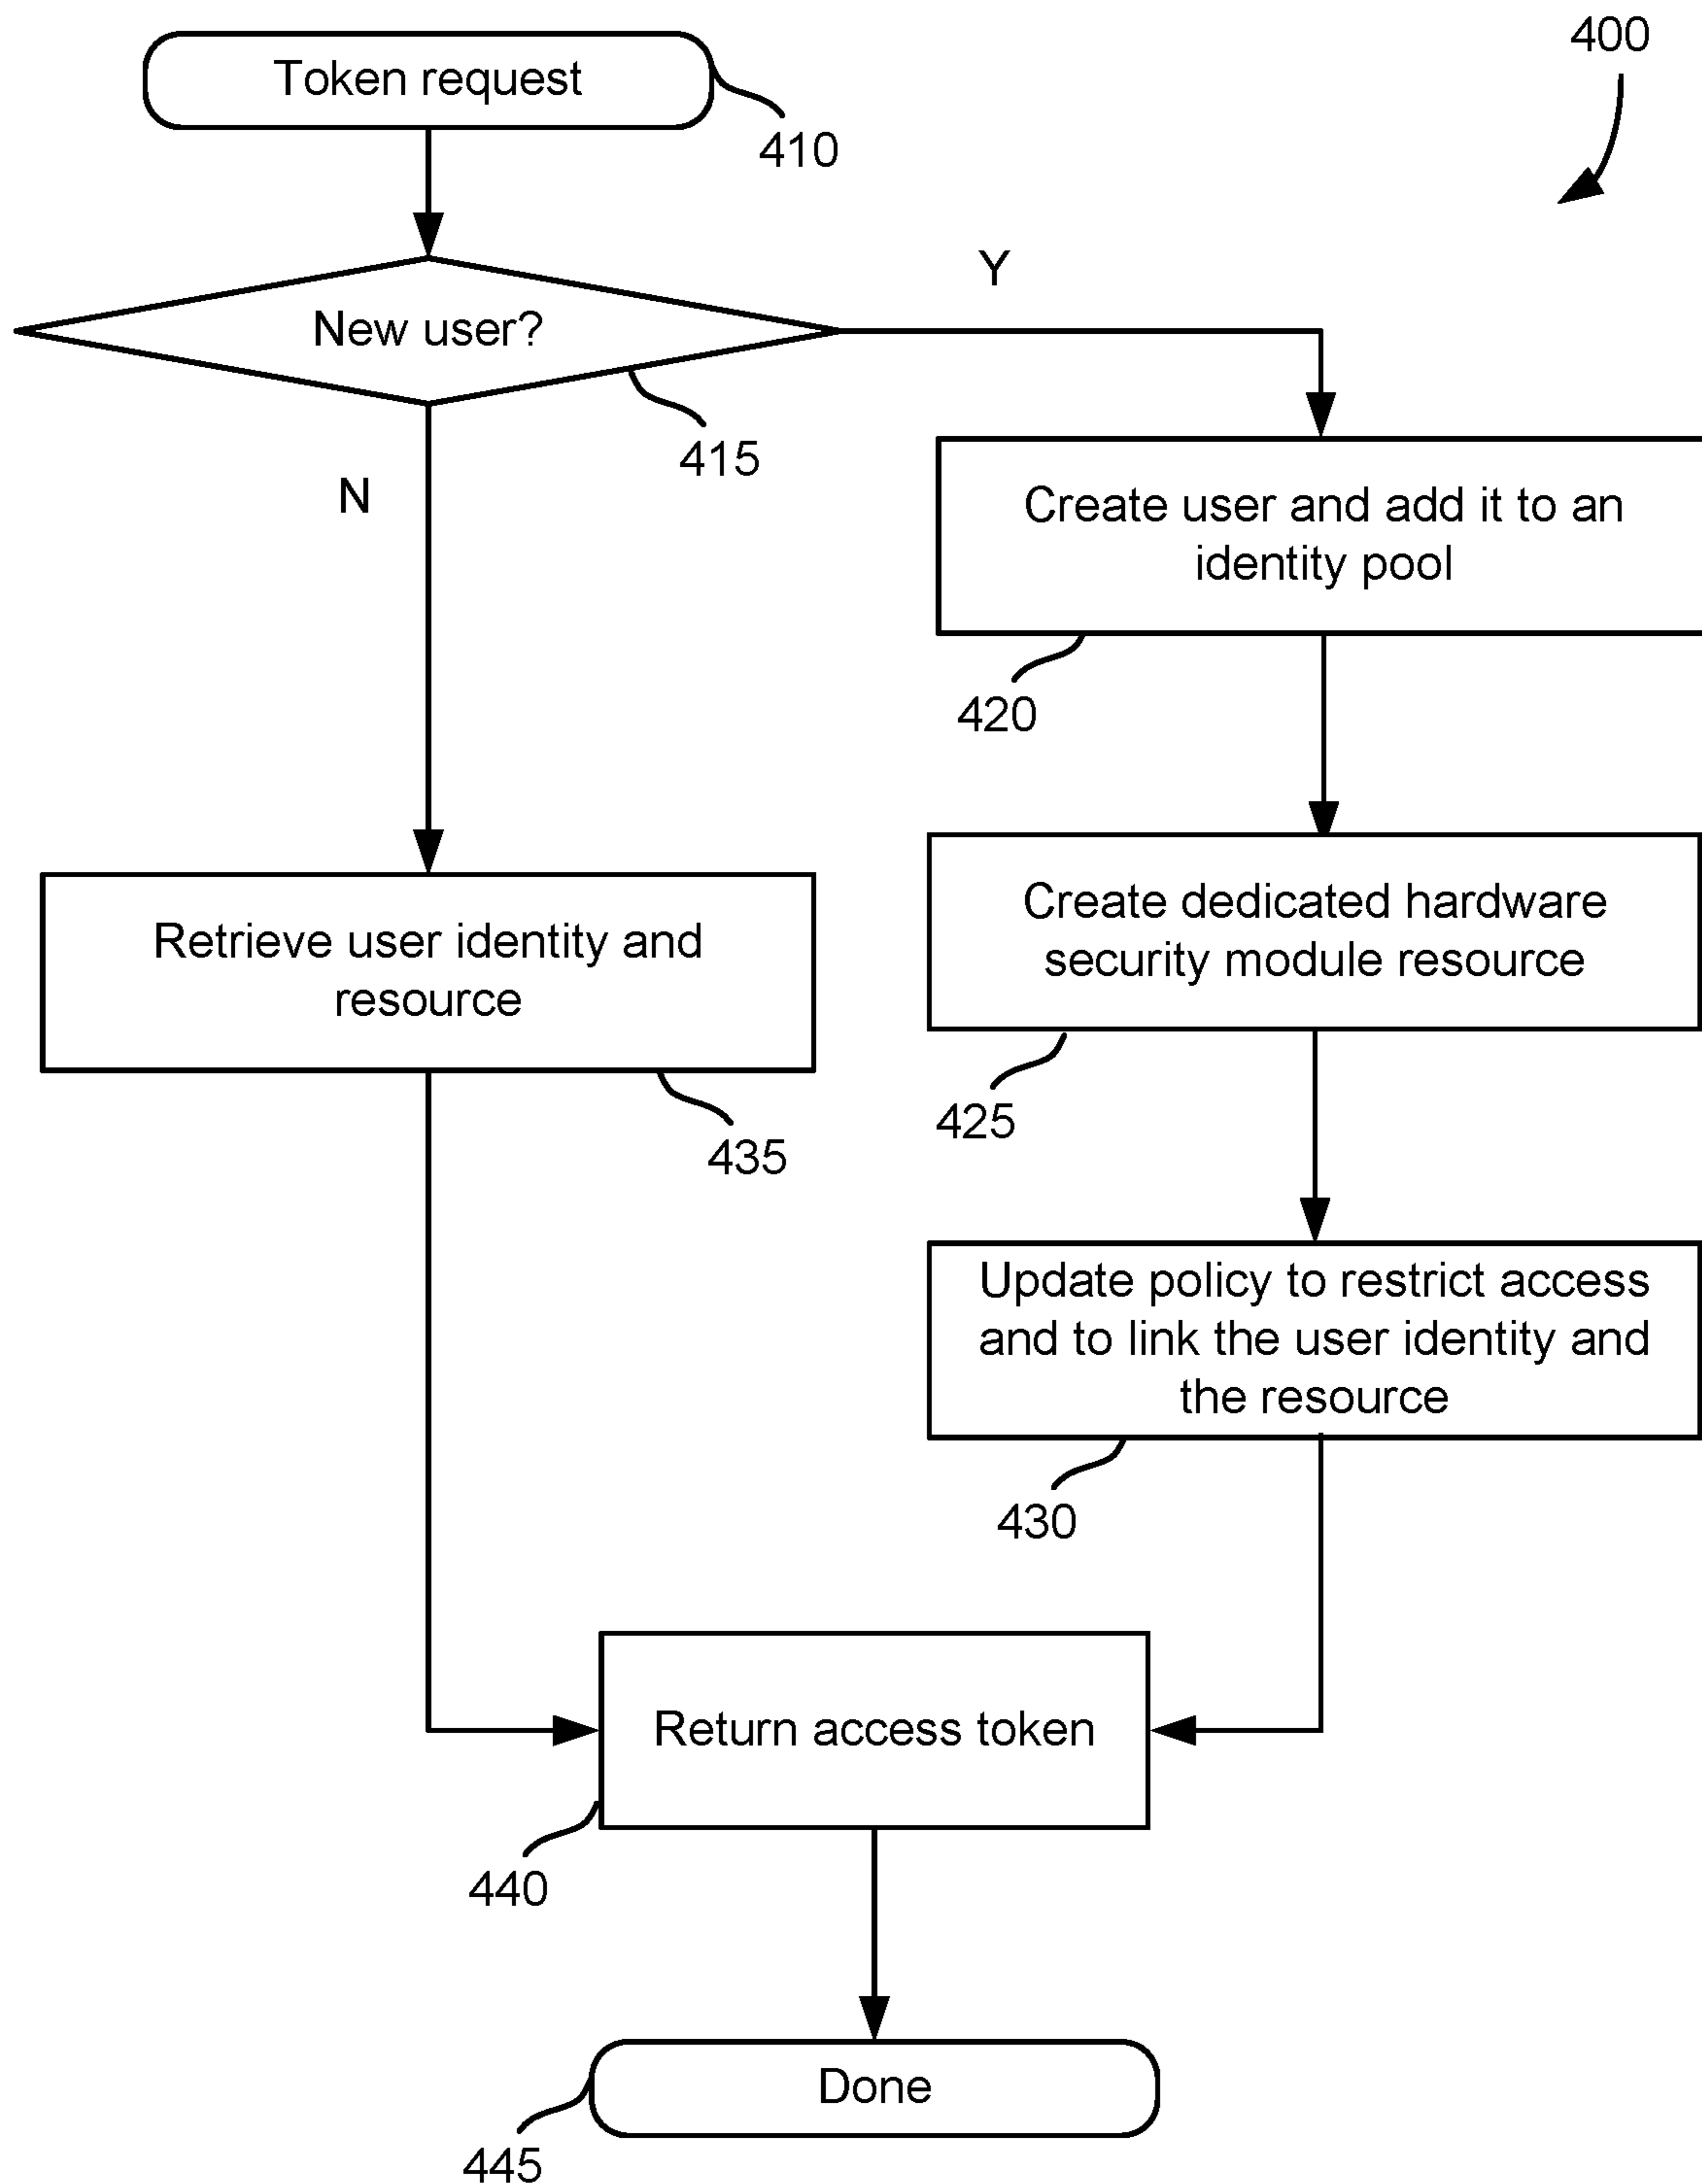 400
Token request
410
Y
New user?
415
N
Create user and add it to an
identity pool
420
Create dedicated hardware
security module resource
425
Retrieve user identity and
resource
435
Update policy to restrict access
and to link the user identity and
the resource
430
Return access token
440
Done
445